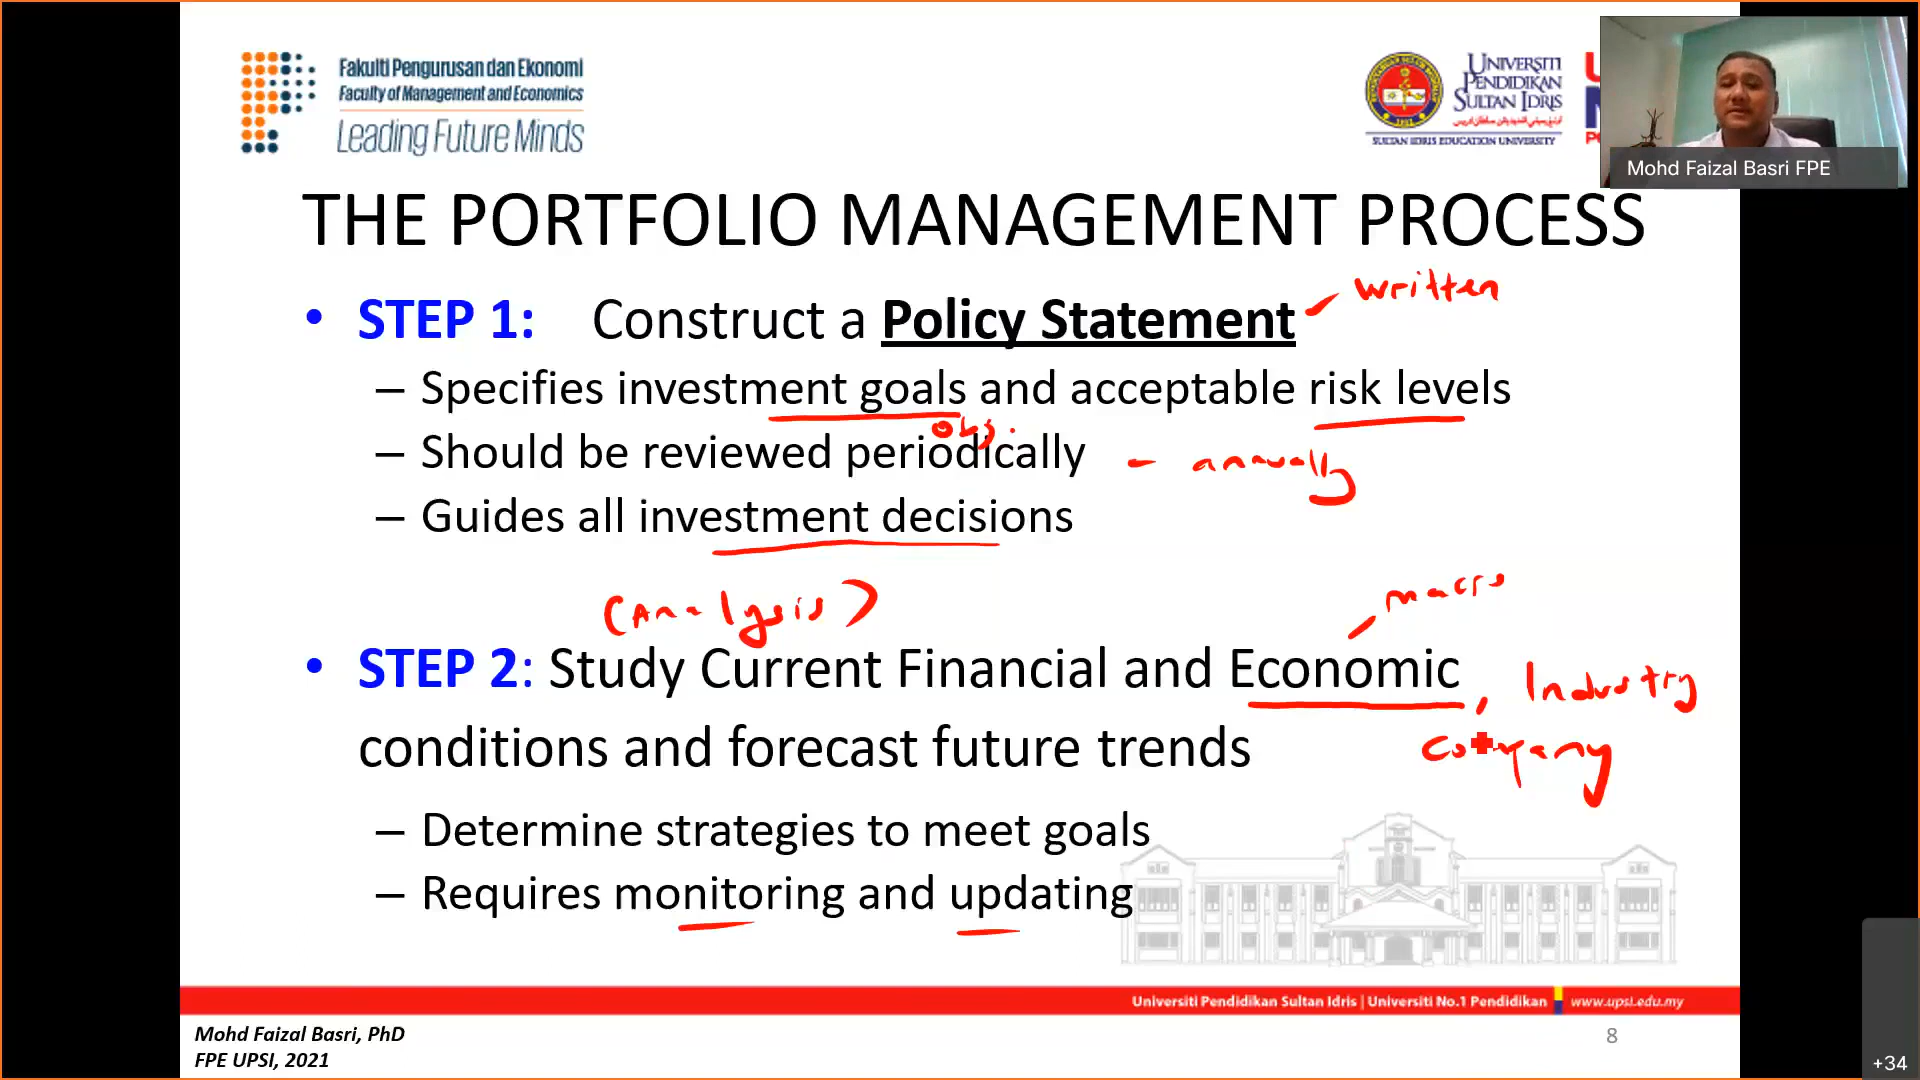 Fakulti Pengurusan dan Ekonomi
Faculty of Management and Economics
Leading Future Minds
UNIVERSITI
PENDIDIKAN
SULTAN IDRIS
SULTAN IDRIS EDUCATION UNIVERSITY
Mohd Faizal Basri FPE
THE PORTFOLIO MANAGEMENT PROCESS
written
• STEP 1: Construct a Policy Statement
– Specifies investment goals and acceptable risk levels
obj.
– Should be reviewed periodically - annually
– Guides all investment decisions
(Analysis) macro
• STEP 2: Study Current Financial and Economic , Industry
conditions and forecast future trends company
– Determine strategies to meet goals
– Requires monitoring and updating
Universiti Pendidikan Sultan Idris | Universiti No.1 Pendidikan www.upsi.edu.my
Mohd Faizal Basri, PhD 8
FPE UPSI, 2021
+34